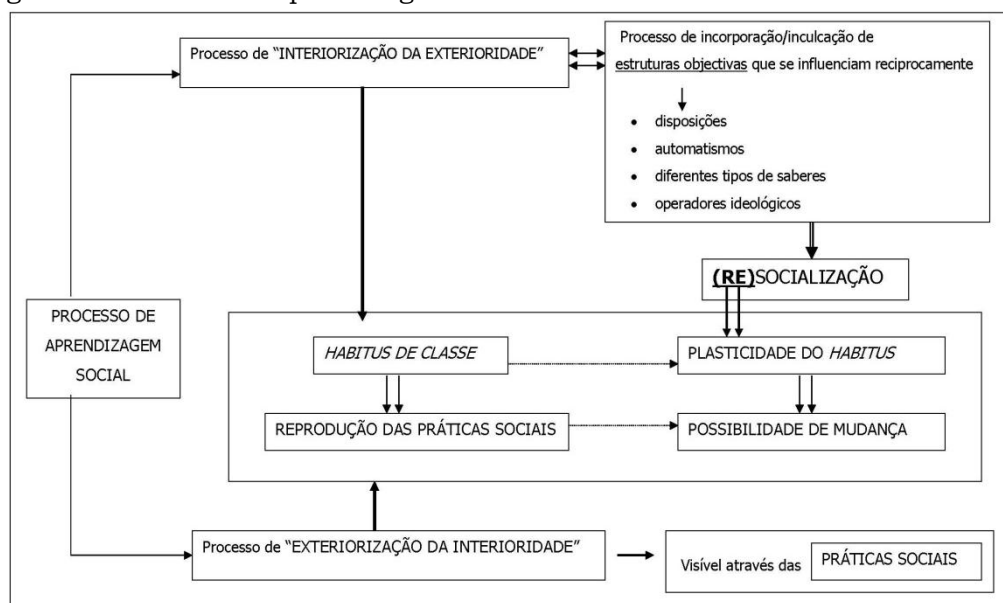 Processo de “INTERIORIZAÇÃO DA EXTERIORIDADE”
Processo de incorporação/inculcação de
estruturas objectivas que se influenciam reciprocamente
• disposições
• automatismos
• diferentes tipos de saberes
• operadores ideológicos
(RE)SOCIALIZAÇÃO
PROCESSO DE
APRENDIZAGEM
SOCIAL
HABITUS DE CLASSE
PLASTICIDADE DO HABITUS
REPRODUÇÃO DAS PRÁTICAS SOCIAIS
POSSIBILIDADE DE MUDANÇA
Processo de “EXTERIORIZAÇÃO DA INTERIORIDADE”
Visível através das
PRÁTICAS SOCIAIS